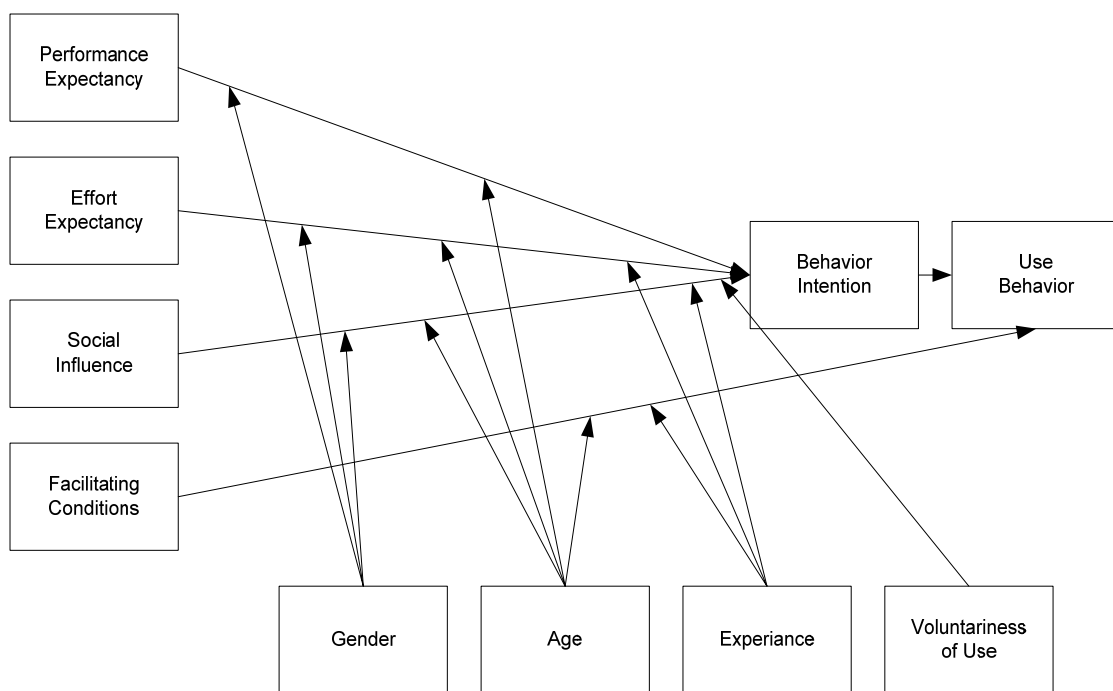 Performance
Expectancy
Effort
Expectancy
Social
Influence
Facilitating
Conditions
Behavior
Intention
Use
Behavior
Gender
Age
Experiance
Voluntariness
of Use